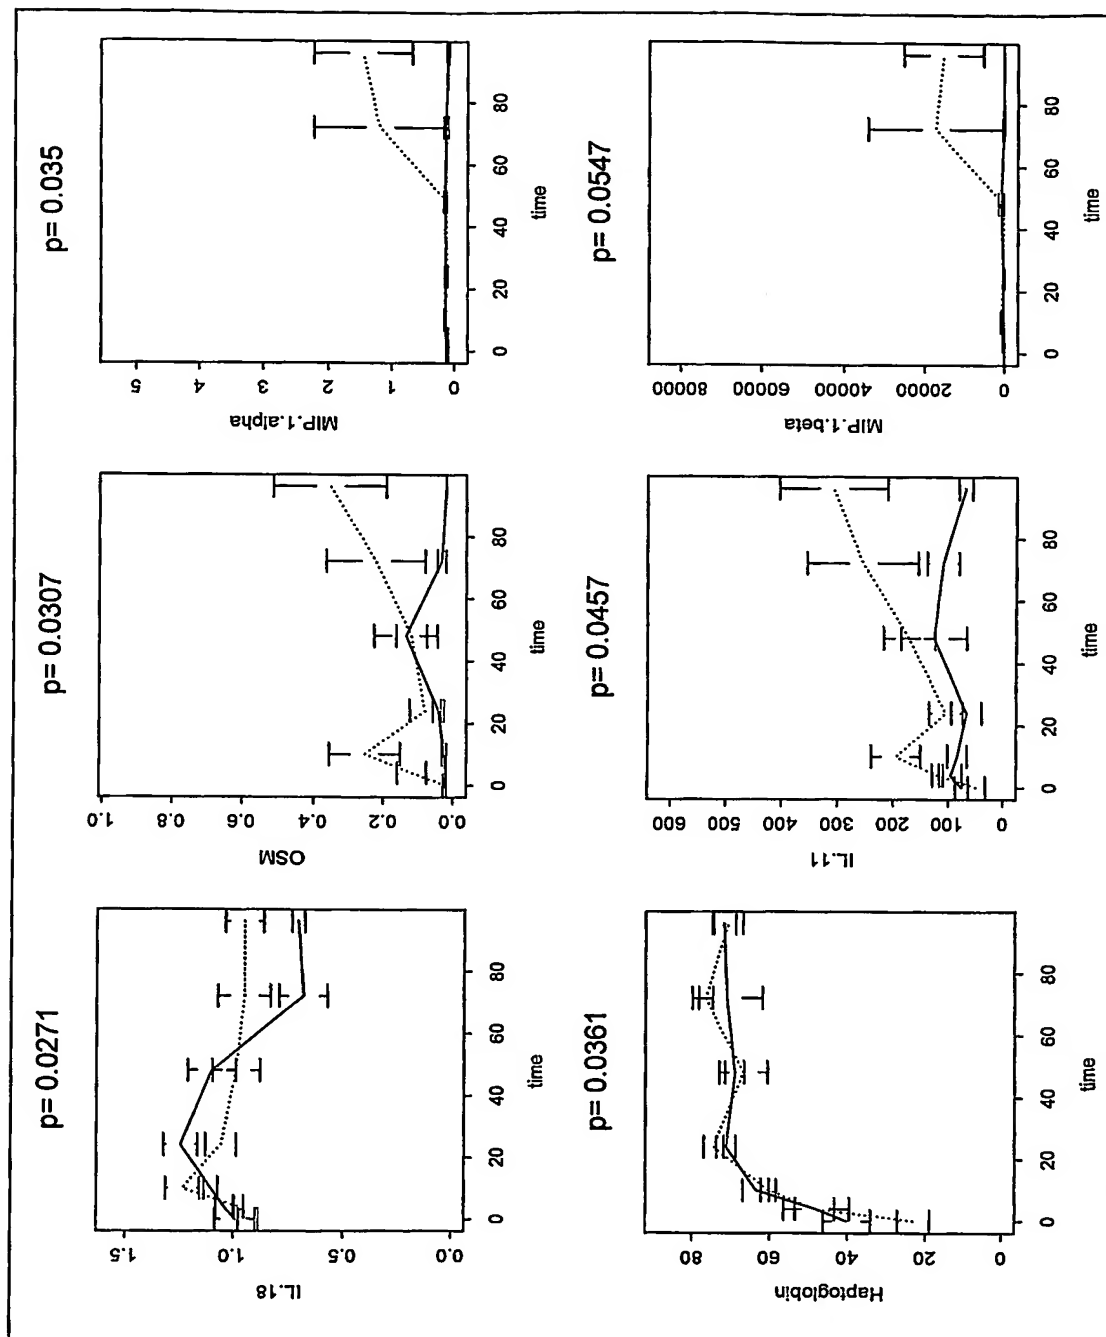 p= 0.0271
IL.18
0.0 0.5 1.0 1.5
0 20 40 60 80
time
p= 0.0307
OSM
0.0 0.2 0.4 0.6 0.8 1.0
0 20 40 60 80
time
p= 0.035
MIP.1.alpha
0 1 2 3 4 5
0 20 40 60 80
time
p= 0.0361
Haptoglobin
0 20 40 60 80
0 20 40 60 80
time
p= 0.0457
IL.11
0 100 200 300 400 500 600
0 20 40 60 80
time
p= 0.0547
MIP.1.beta
0 20000 40000 60000 80000
0 20 40 60 80
time